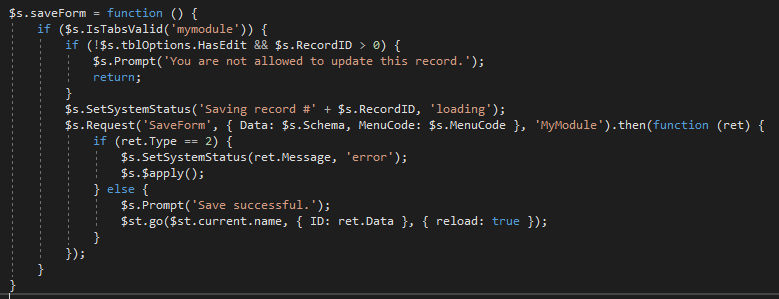 $s.saveForm = function () {
    if ($s.IsTabsValid('mymodule')) {
        if (!$s.tblOptions.HasEdit && $s.RecordID > 0) {
            $s.Prompt('You are not allowed to update this record.');
            return;
        }
        $s.SetSystemStatus('Saving record #' + $s.RecordID, 'loading');
        $s.Request('SaveForm', { Data: $s.Schema, MenuCode: $s.MenuCode }, 'MyModule').then(function (ret) {
            if (ret.Type == 2) {
                $s.SetSystemStatus(ret.Message, 'error');
                $s.$apply();
            } else {
                $s.Prompt('Save successful.');
                $st.go($st.current.name, { ID: ret.Data }, { reload: true });
            }
        });
    }
}